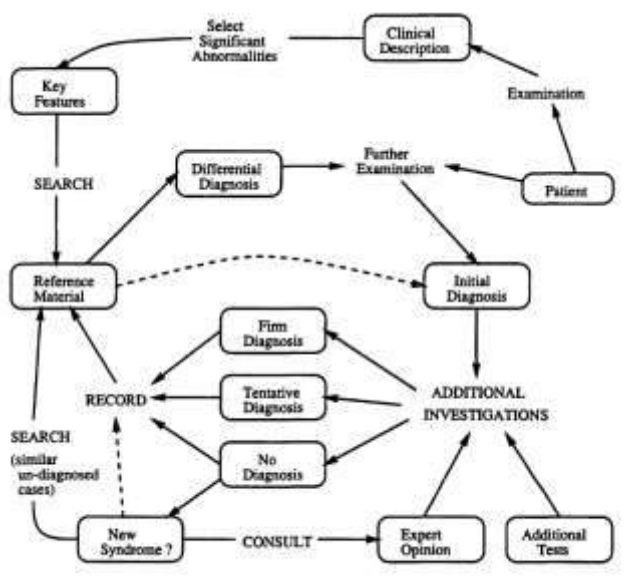 Select
Significant
Abnormalities
Clinical
Description
Key
Features
Examination
SEARCH
Differential
Diagnosis
Further
Examination
Patient
Reference
Material
Initial
Diagnosis
Firm
Diagnosis
RECORD
Tentative
Diagnosis
ADDITIONAL
INVESTIGATIONS
SEARCH
(similar
un-diagnosed
cases)
No
Diagnosis
New
Syndrome ?
CONSULT
Expert
Opinion
Additional
Tests